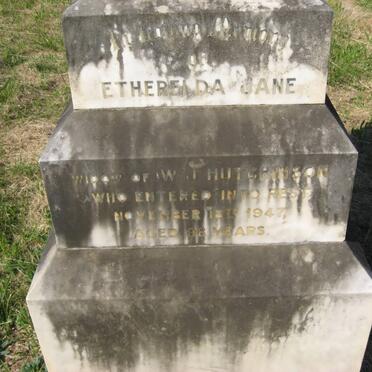 OF
ETHERELDA JANE
WIDOW OF W J HUTCHINSON
WHO ENTERED INTO REST
NOVEMBER 1947
AGED YEARS.